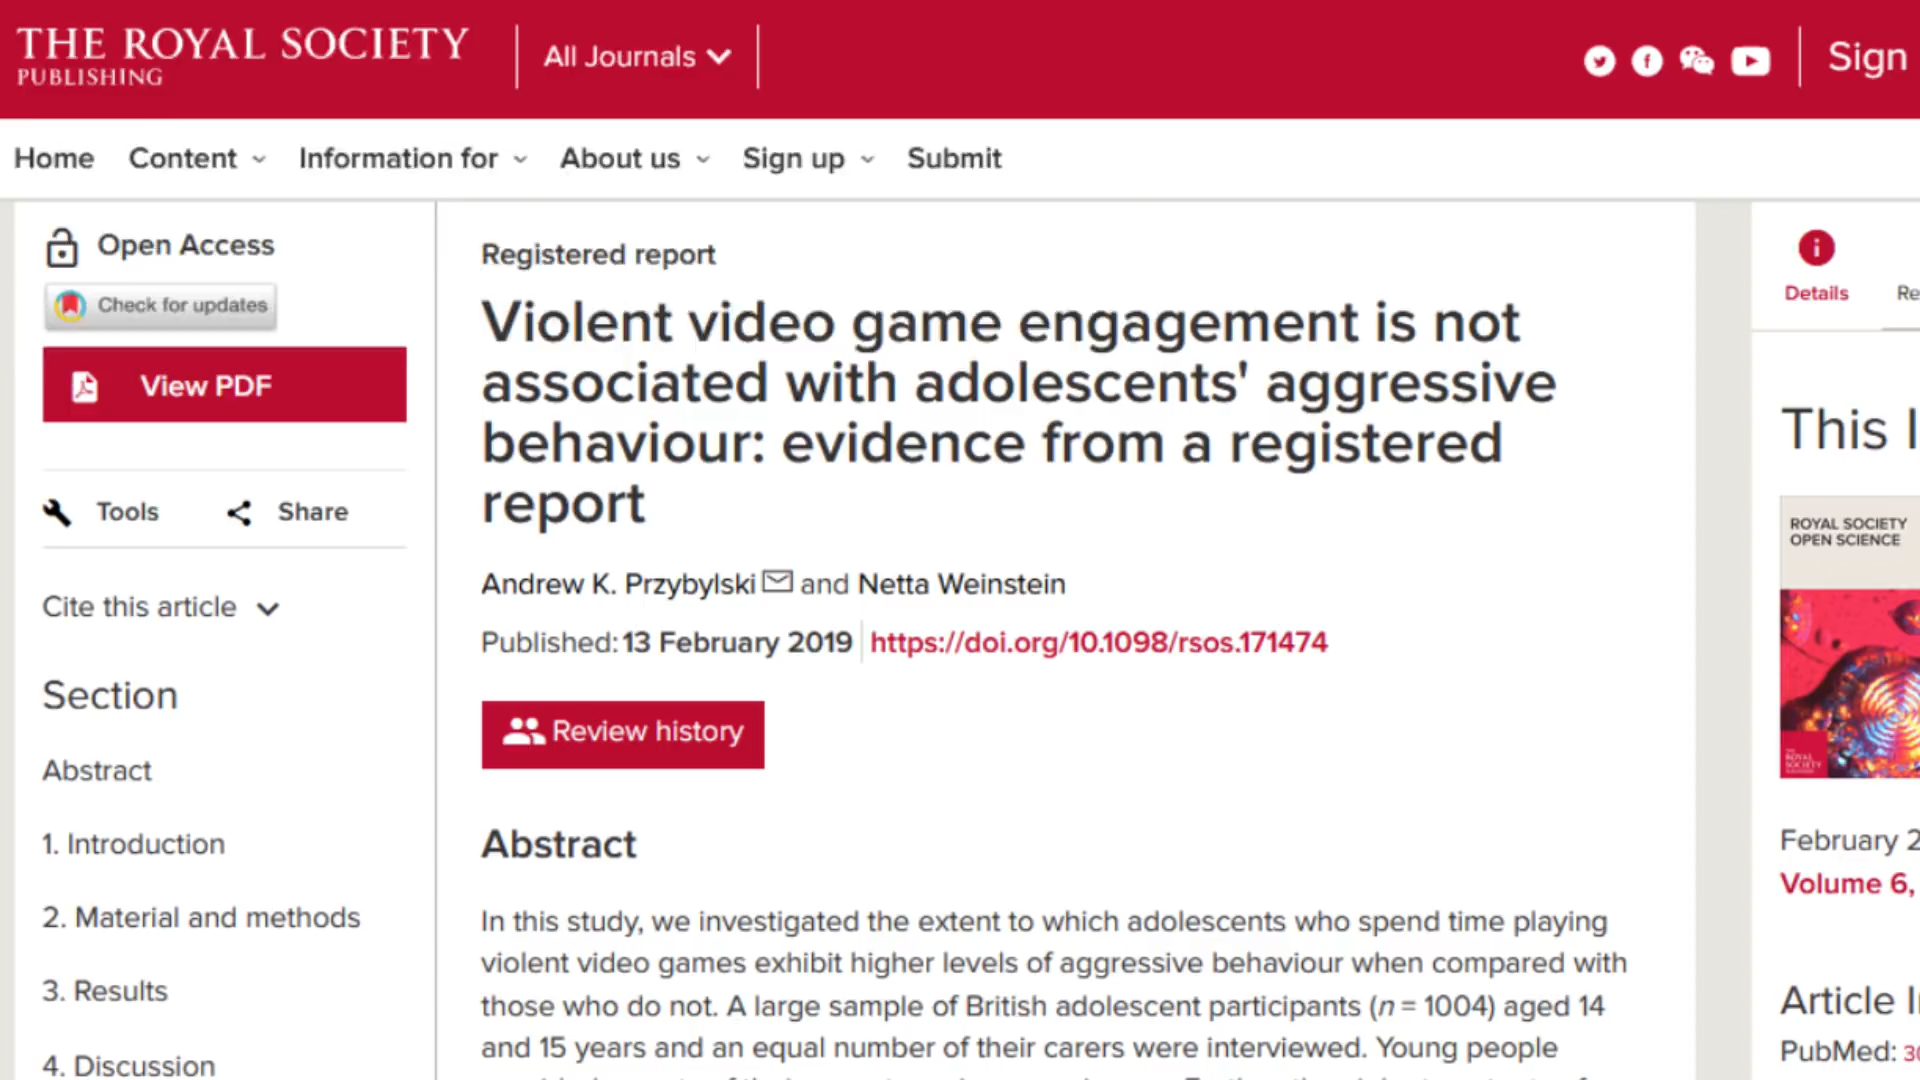 THE ROYAL SOCIETY
PUBLISHING
All Journals
Sign
Home
Content
Information for
About us
Sign up
Submit
Open Access
Check for updates
View PDF
Tools
Share
Cite this article
Section
Abstract
1. Introduction
2. Material and methods
3. Results
4. Discussion
Registered report
Violent video game engagement is not
associated with adolescents' aggressive
behaviour: evidence from a registered
report
Andrew K. Przybylski and Netta Weinstein
Published: 13 February 2019 https://doi.org/10.1098/rsos.171474
Review history
Abstract
In this study, we investigated the extent to which adolescents who spend time playing
violent video games exhibit higher levels of aggressive behaviour when compared with
those who do not. A large sample of British adolescent participants (n = 1004) aged 14
and 15 years and an equal number of their carers were interviewed. Young people
Details
Re
This I
ROYAL SOCIETY
OPEN SCIENCE
THE
ROYAL
SOCIETY
February 2
Volume 6,
Article I
PubMed: 30